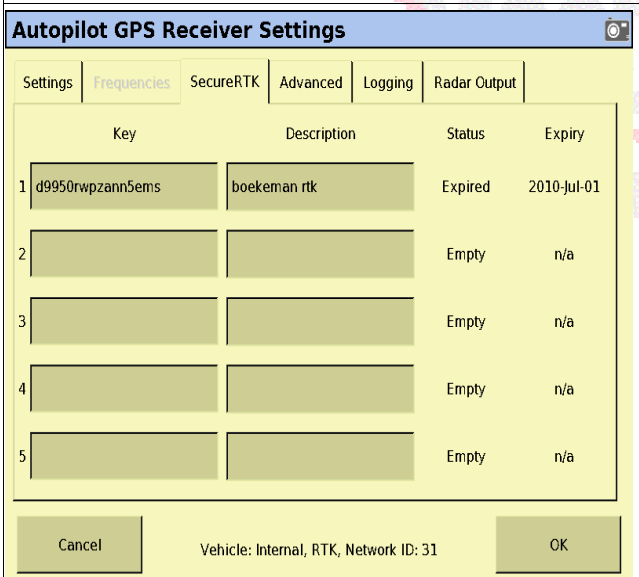 Autopilot GPS Receiver Settings
Settings Frequencies SecureRTK Advanced Logging Radar Output
Key Description Status Expiry
1 d9950rwpzann5ems boekeman rtk Expired 2010-Jul-01
2 Empty n/a
3 Empty n/a
4 Empty n/a
5 Empty n/a
Cancel Vehicle: Internal, RTK, Network ID: 31 OK